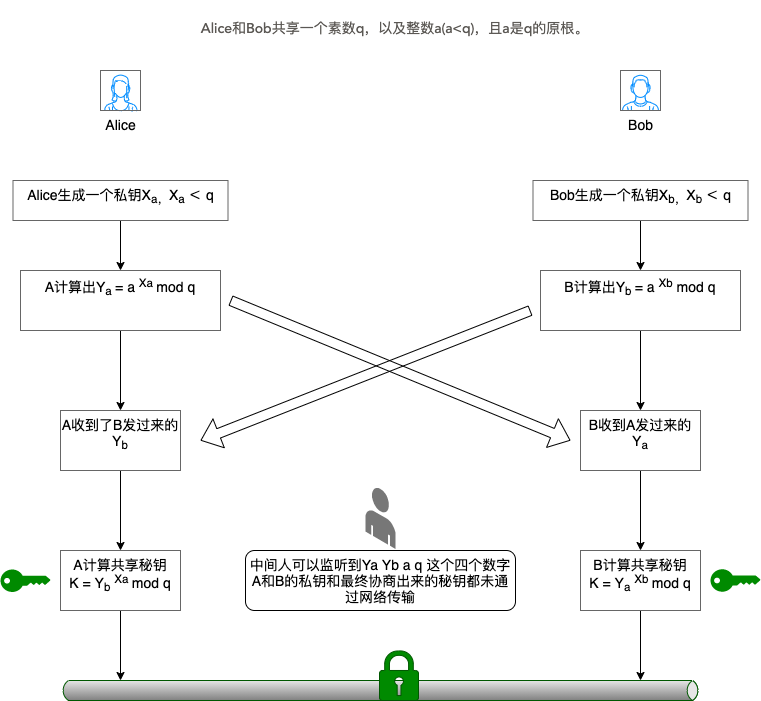 Alice和Bob共享一个素数q，以及整数a(a<q)，且a是q的原根。
Alice
Bob
Alice生成一个私钥Xa, Xa < q
Bob生成一个私钥Xb, Xb < q
A计算出Ya = a Xa mod q
B计算出Yb = a Xb mod q
A收到了B发过来的
Yb
B收到A发过来的
Ya
A计算共享秘钥
K = Yb Xa mod q
中间人可以监听到Ya Yb a q 这个四个数字
A和B的私钥和最终协商出来的秘钥都未通
过网络传输
B计算共享秘钥
K = Ya Xb mod q